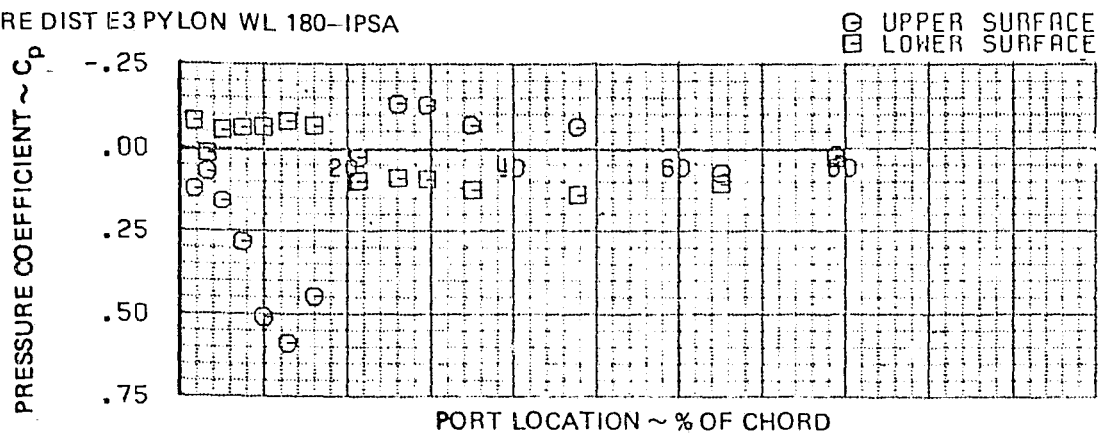 RE DIST E3 PYLON WL 180-IPSA
UPPER SURFACE
LOWER SURFACE
PRESSURE COEFFICIENT ~ Cp
-.25
.00
.25
.50
.75
20
40
60
80
PORT LOCATION ~ % OF CHORD